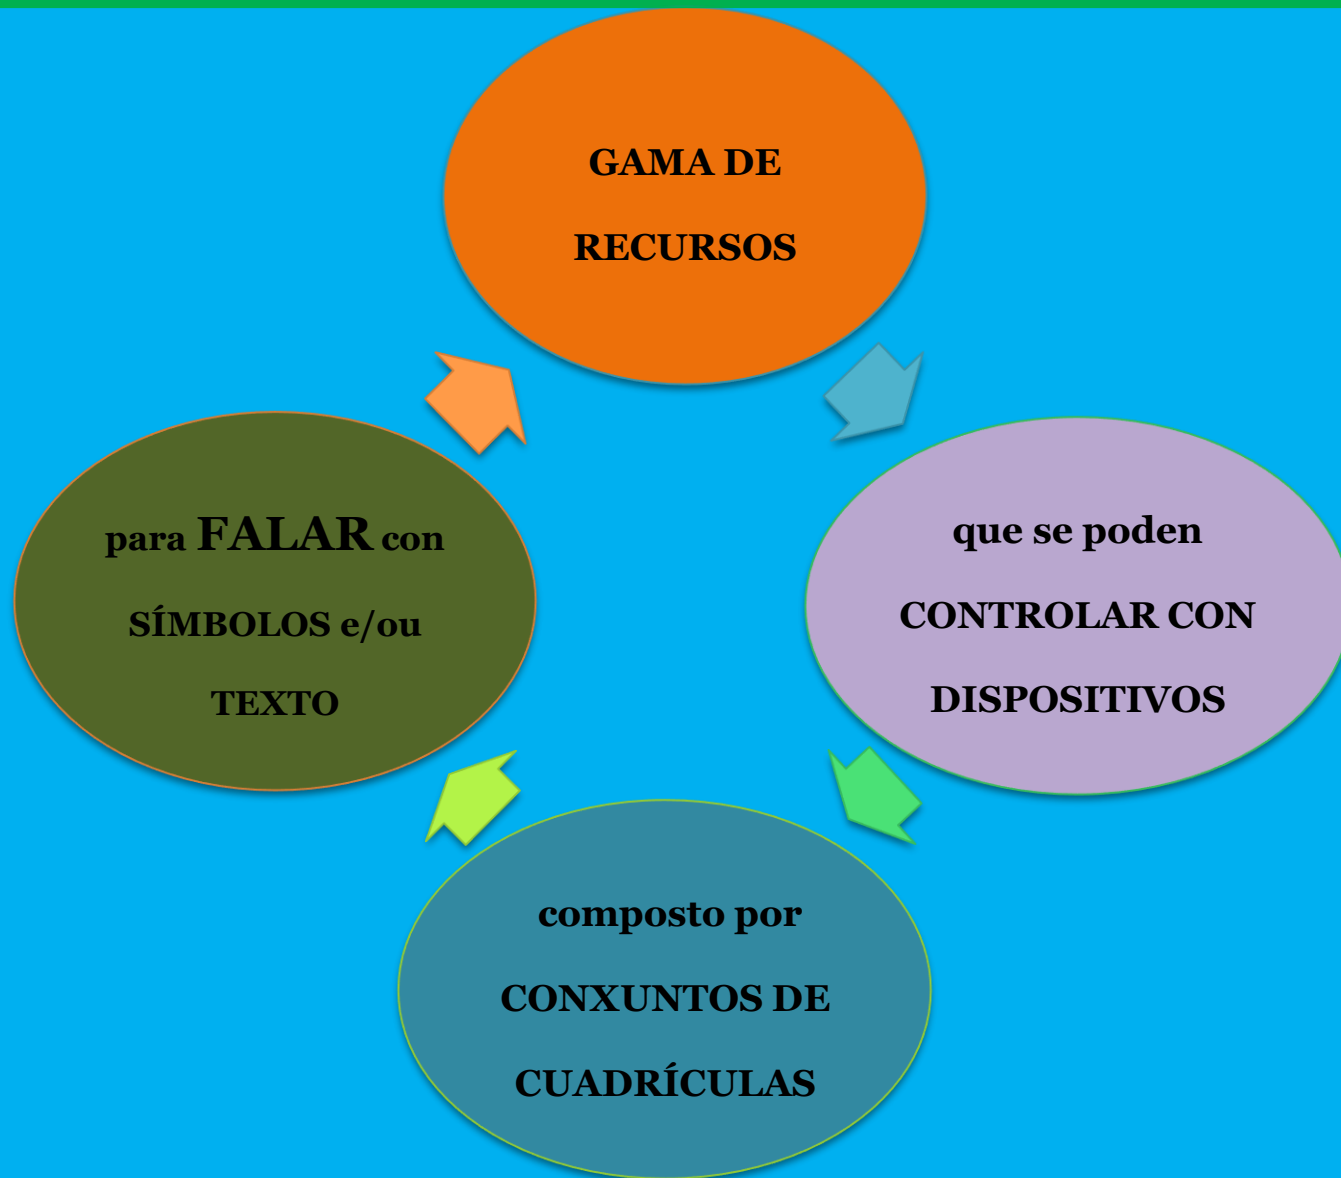 GAMA DE
RECURSOS
que se poden
CONTROLAR CON
DISPOSITIVOS
composto por
CONXUNTOS DE
CUADRÍCULAS
para FALAR con
SÍMBOLOS e/ou
TEXTO